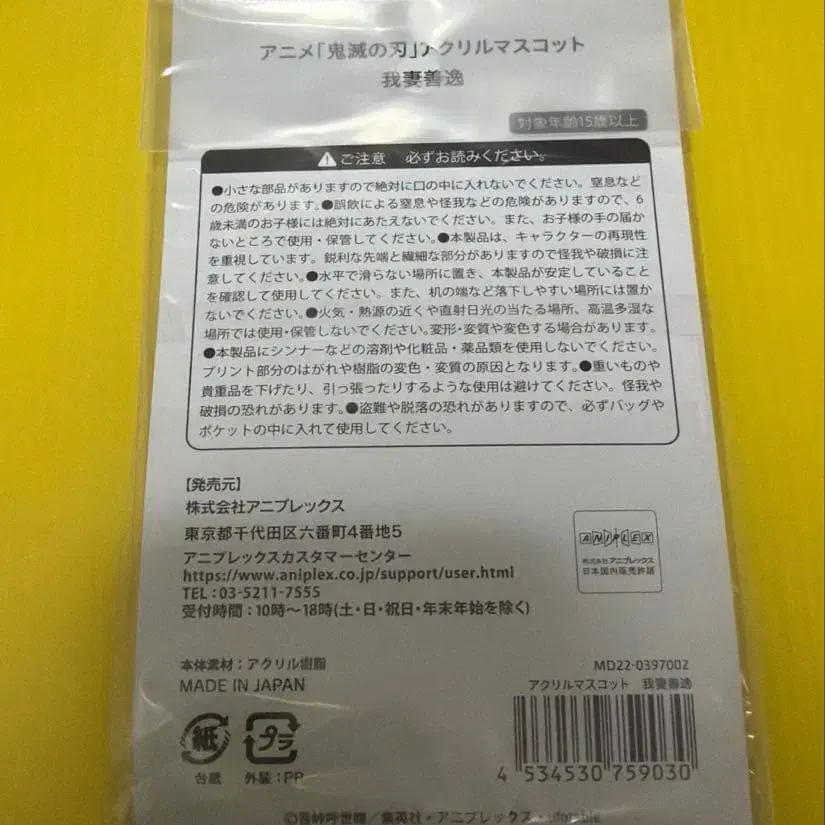 アニメ「鬼滅の刃」アクリルマスコット
我妻善逸
対象年齢15歳以上
ご注意 必ずお読みください。
●小さな部品がありますので絶対に口の中に入れないでください。窒息など
の危険があります。●誤飲による窒息や怪我などの危険がありますので、6
歳未満のお子様には絶対にあたえないでください。また、お子様の手の届か
ないところで使用・保管してください。●本製品は、キャラクターの再現性
を重視しています。鋭利な先端と繊細な部分がありますので怪我や破損に注
意してください。●水平で滑らない場所に置き、本製品が安定していること
を確認して使用してください。また、机の端など落下しやすい場所には置か
ないでください。●火気・熱源の近くや直射日光の当たる場所、高温多湿な
場所では使用・保管しないでください。変形・変質や変色する場合があります。
●本製品にシンナーなどの溶剤や化粧品・薬品類を使用しないでください。
プリント部分のはがれや樹脂の変色・変質の原因となります。●重いものや
貴重品を下げたり、引っ張ったりするような使用は避けてください。怪我や
破損の恐れがあります。●盗難や脱落の恐れがありますので、必ずバッグや
ポケットの中に入れて使用してください。
【発売元】
株式会社アニプレックス
東京都千代田区六番町4番地5
アニプレックスカスタマーセンター
https://www.aniplex.co.jp/support/user.html
TEL:03-5211-7555
受付時間:10時〜18時(土・日・祝日・年末年始を除く)
ANIPLEX
株式会社アニプレックス
日本国内販売許諾
本体素材:アクリル樹脂
MADE IN JAPAN
MD22-0397002
アクリルマスコット 我妻善逸
紙
台紙
プラ
外装:PP
4 534530 759030
©吾峠呼世晴/集英社・アニプレックス・ufotable